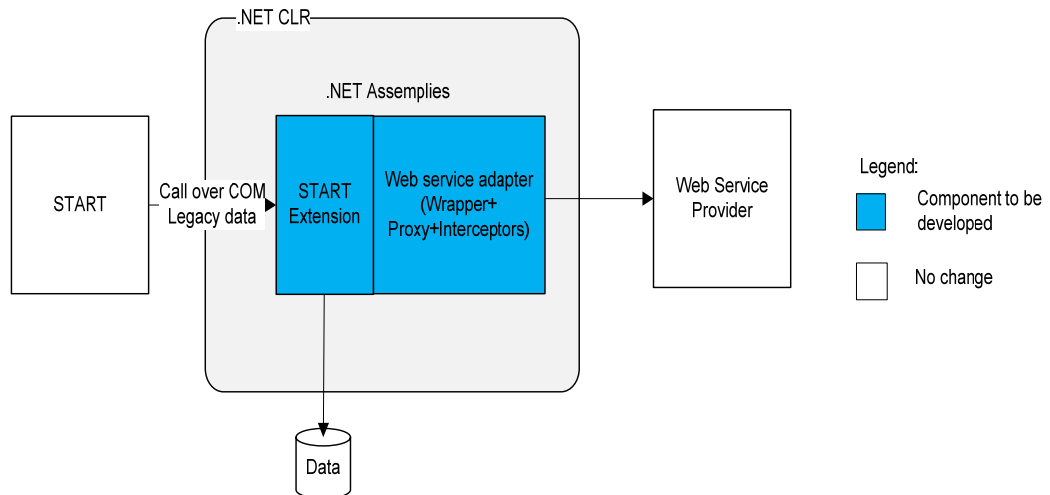 .NET CLR
.NET Assemplies
START
Call over COM
Legacy data
START
Extension
Web service adapter
(Wrapper+
Proxy+Interceptors)
Web Service
Provider
Legend:
Component to be
developed
No change
Data